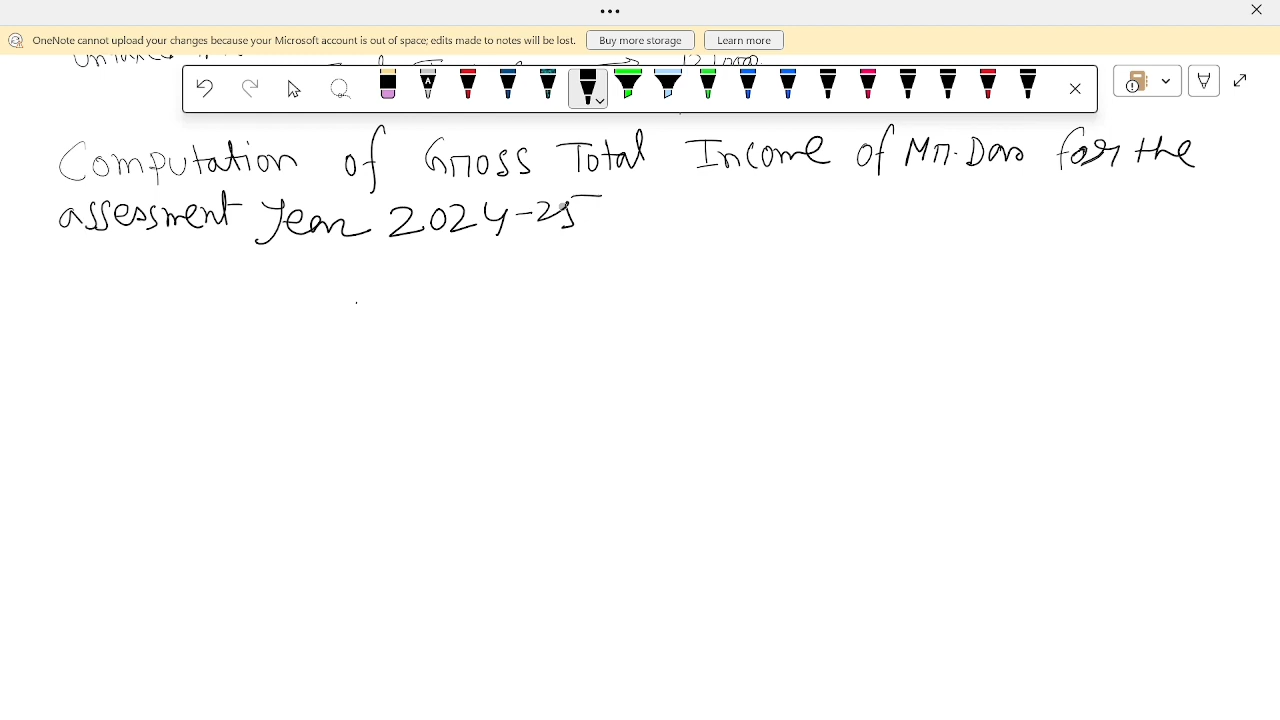 OneNote cannot upload your changes because your Microsoft account is out of space; edits made to notes will be lost. Buy more storage Learn more
Computation of Gross Total Income of Mr. Das for the
assessment Year 2024-25